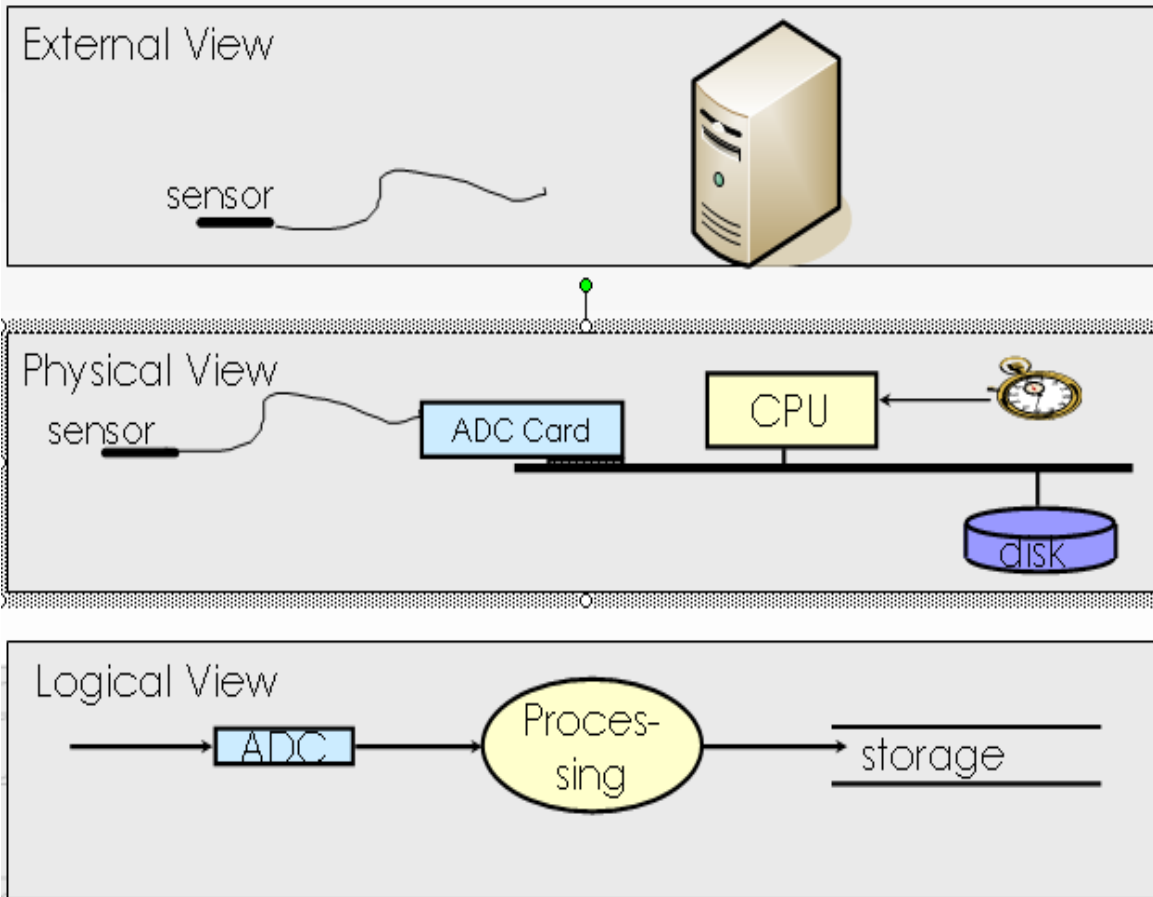 External View
sensor
Physical View
sensor
ADC Card
CPU
disk
Logical View
ADC
Proces-
sing
storage